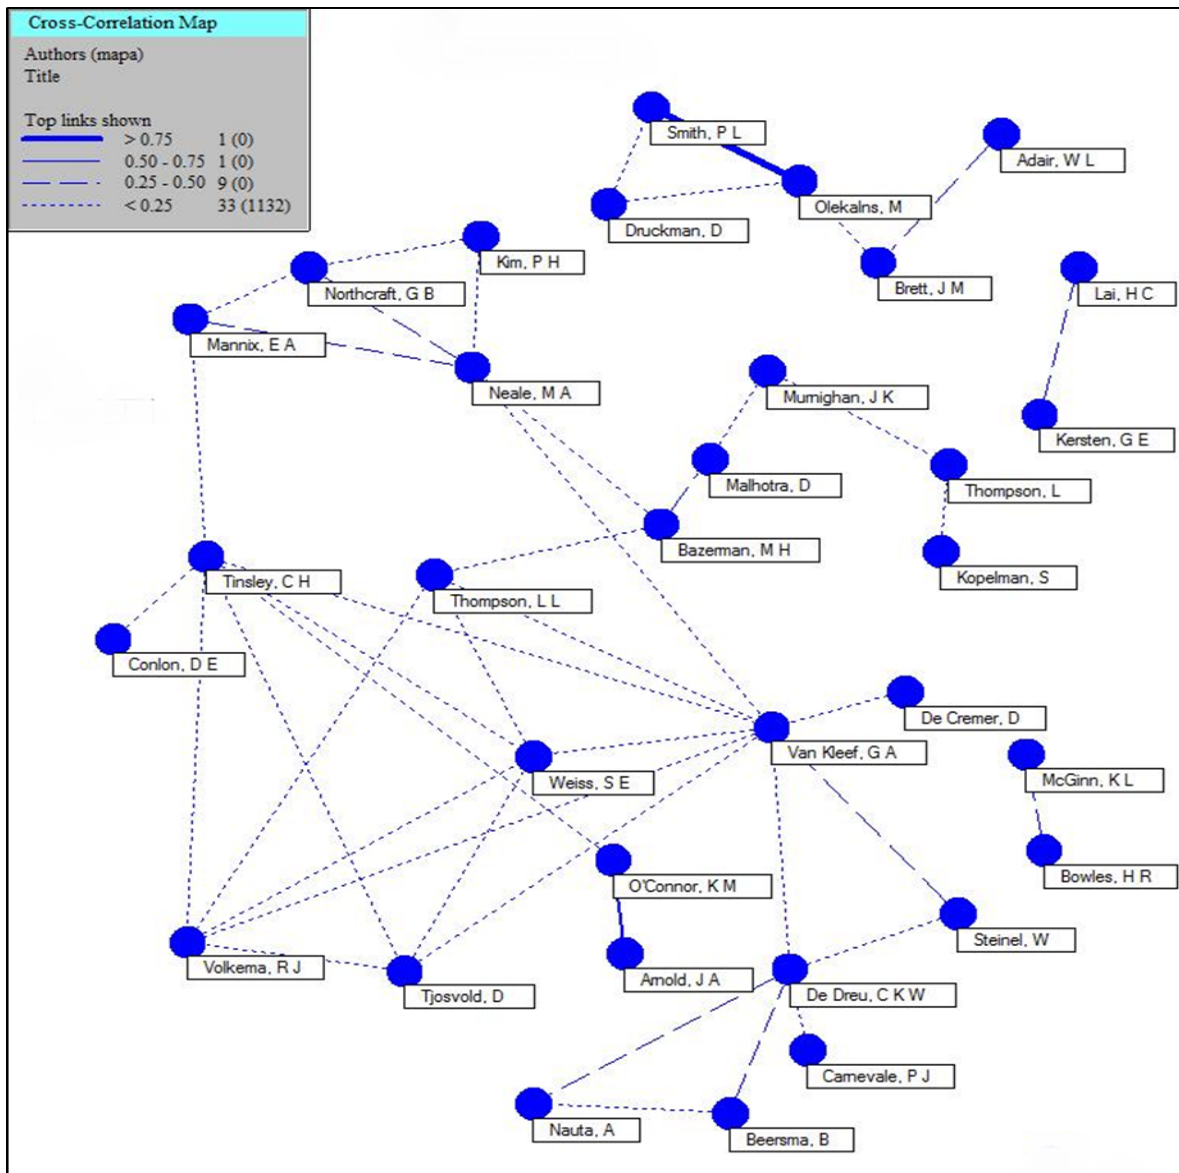 Cross-Correlation Map
Authors (mapa)
Title
Top links shown
> 0.75 1 (0)
0.50 - 0.75 1 (0)
0.25 - 0.50 9 (0)
< 0.25 33 (1132)
Smith, P L
Adair, W L
Olekalns, M
Druckman, D
Kim, P H
Brett, J M
Northcraft, G B
Lai, H C
Mannix, E A
Neale, M A
Murnighan, J K
Kersten, G E
Malhotra, D
Thompson, L
Bazerman, M H
Kopelman, S
Tinsley, C H
Thompson, L L
Conlon, D E
De Cremer, D
Van Kleef, G A
Weiss, S E
McGinn, K L
Bowles, H R
O'Connor, K M
Steinel, W
Volkema, R J
Arnold, J A
Tjosvold, D
De Dreu, C K W
Carnevale, P J
Nauta, A
Beersma, B